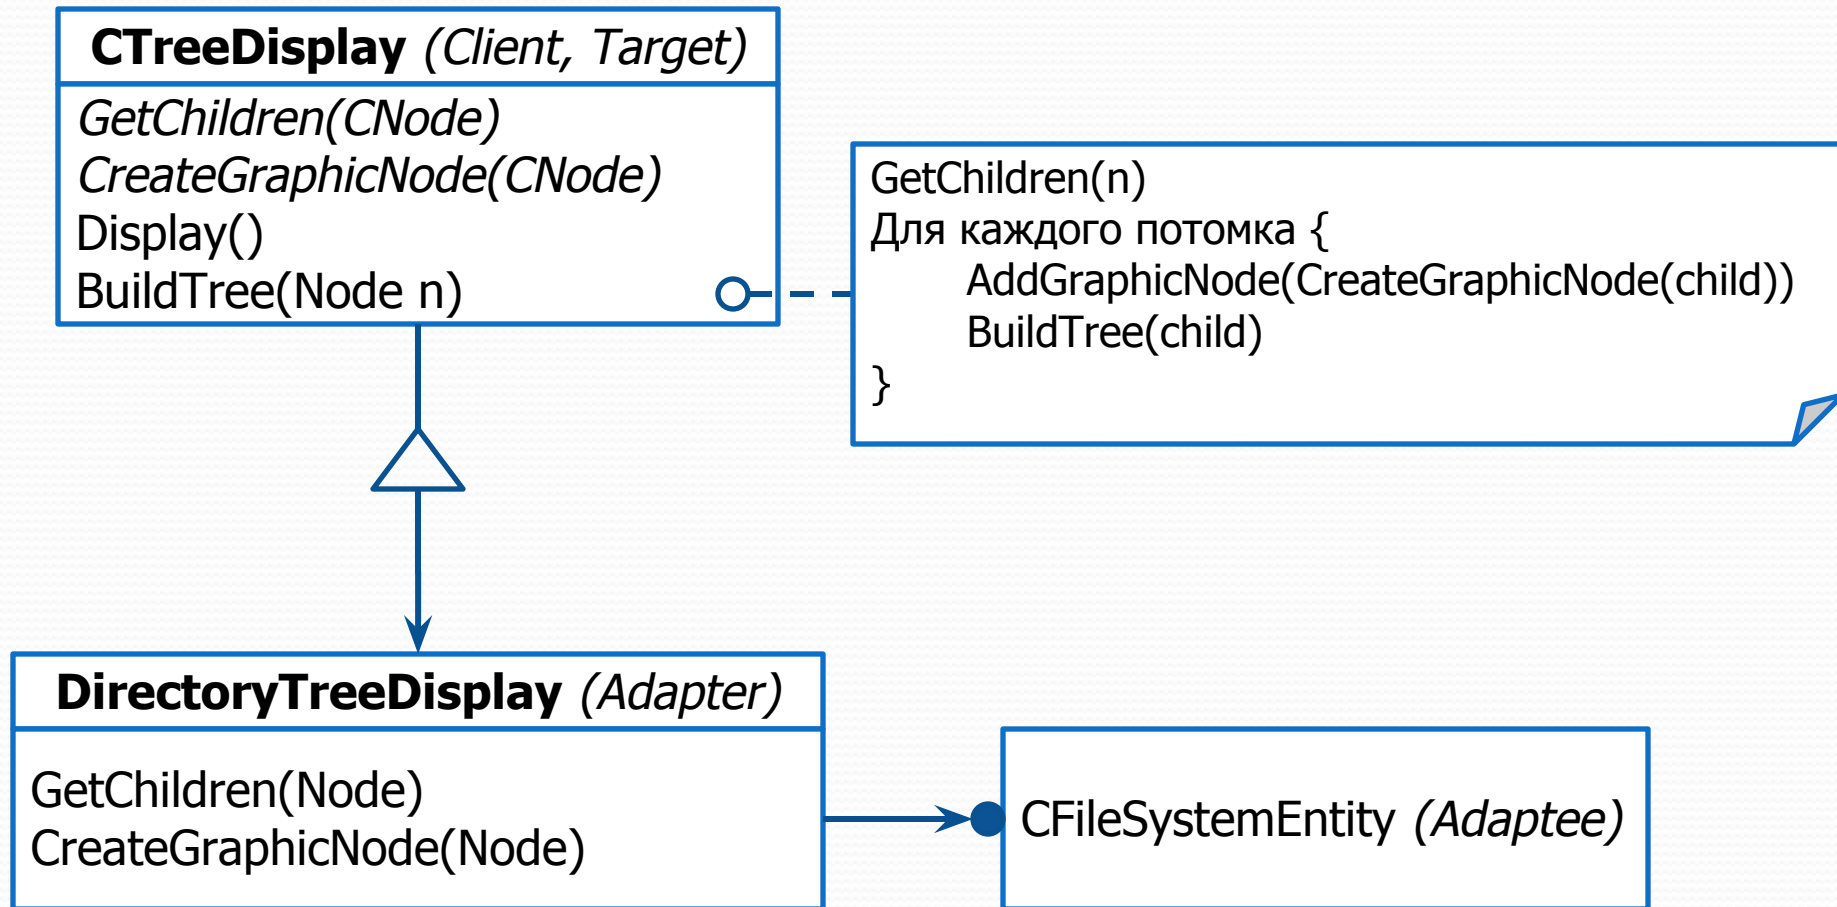 CTreeDisplay (Client, Target)
GetChildren(CNode)
CreateGraphicNode(CNode)
Display()
BuildTree(Node n)
GetChildren(n)
Для каждого потомка {
AddGraphicNode(CreateGraphicNode(child))
BuildTree(child)
}
DirectoryTreeDisplay (Adapter)
GetChildren(Node)
CreateGraphicNode(Node)
CFileSystemEntity (Adaptee)